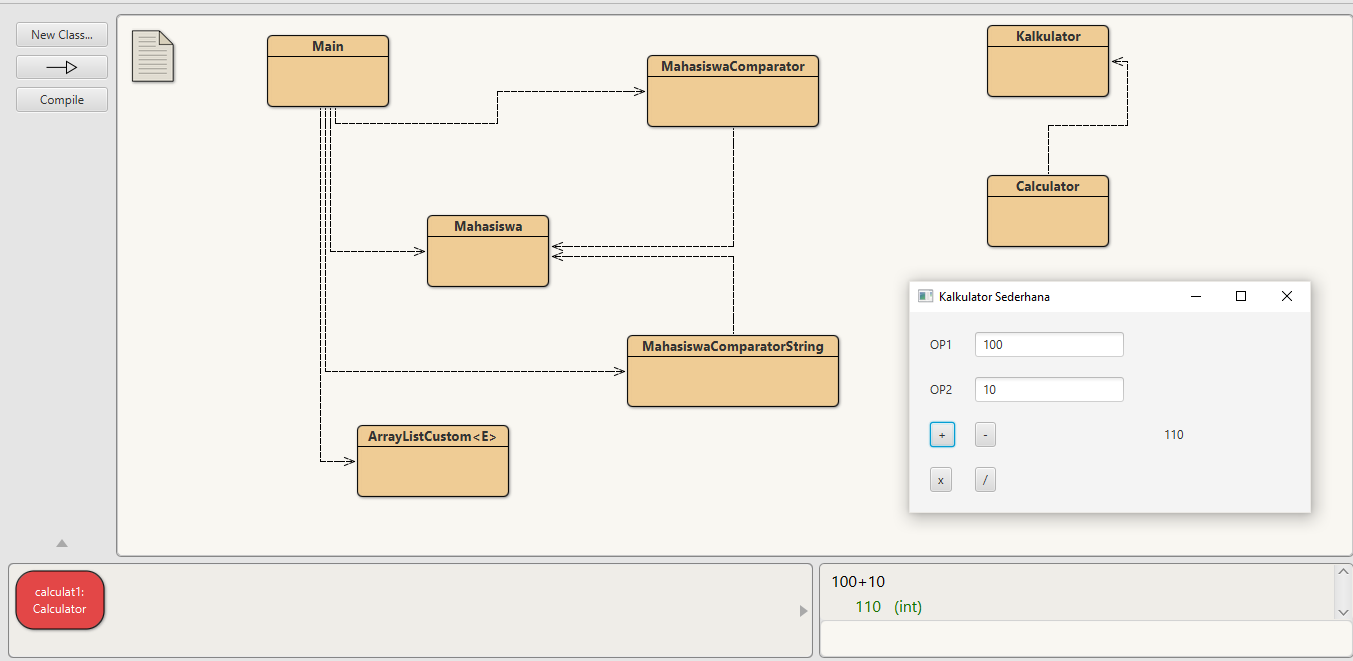 New Class...
Compile
Main
MahasiswaComparator
Kalkulator
Calculator
Mahasiswa
MahasiswaComparatorString
ArrayListCustom<E>
Kalkulator Sederhana
OP1 100
OP2 10
+ -
110
x /
calculat1:
Calculator
100+10
110 (int)